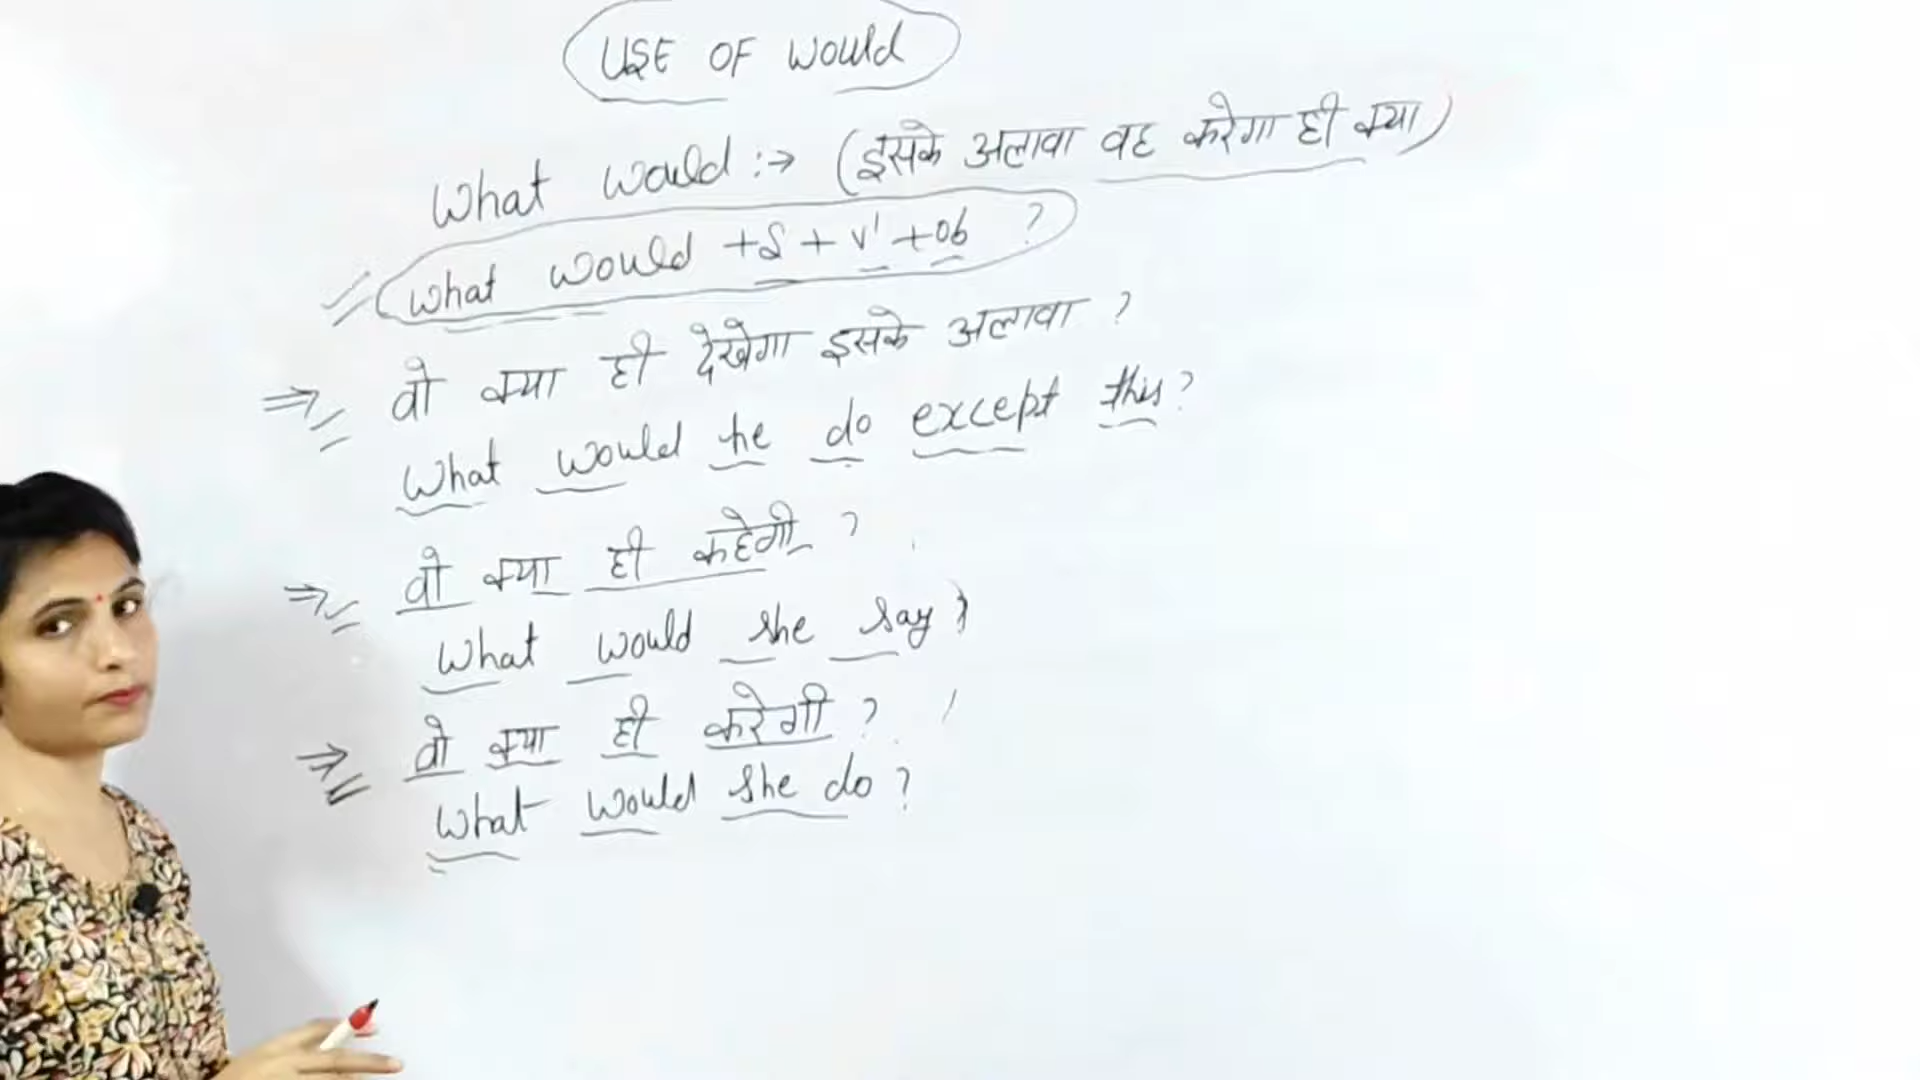 USE OF WOULD
What would :→ (इसके अलावा वह करेगा ही क्या)
What would + S + V¹ + ob ?
⇒ वो क्या ही देखेगा इसके अलावा ?
What would he do except this?
⇒ वो क्या ही कहेगी ?
What would she say?
⇒ वो क्या ही करेगी ?
What would she do ?